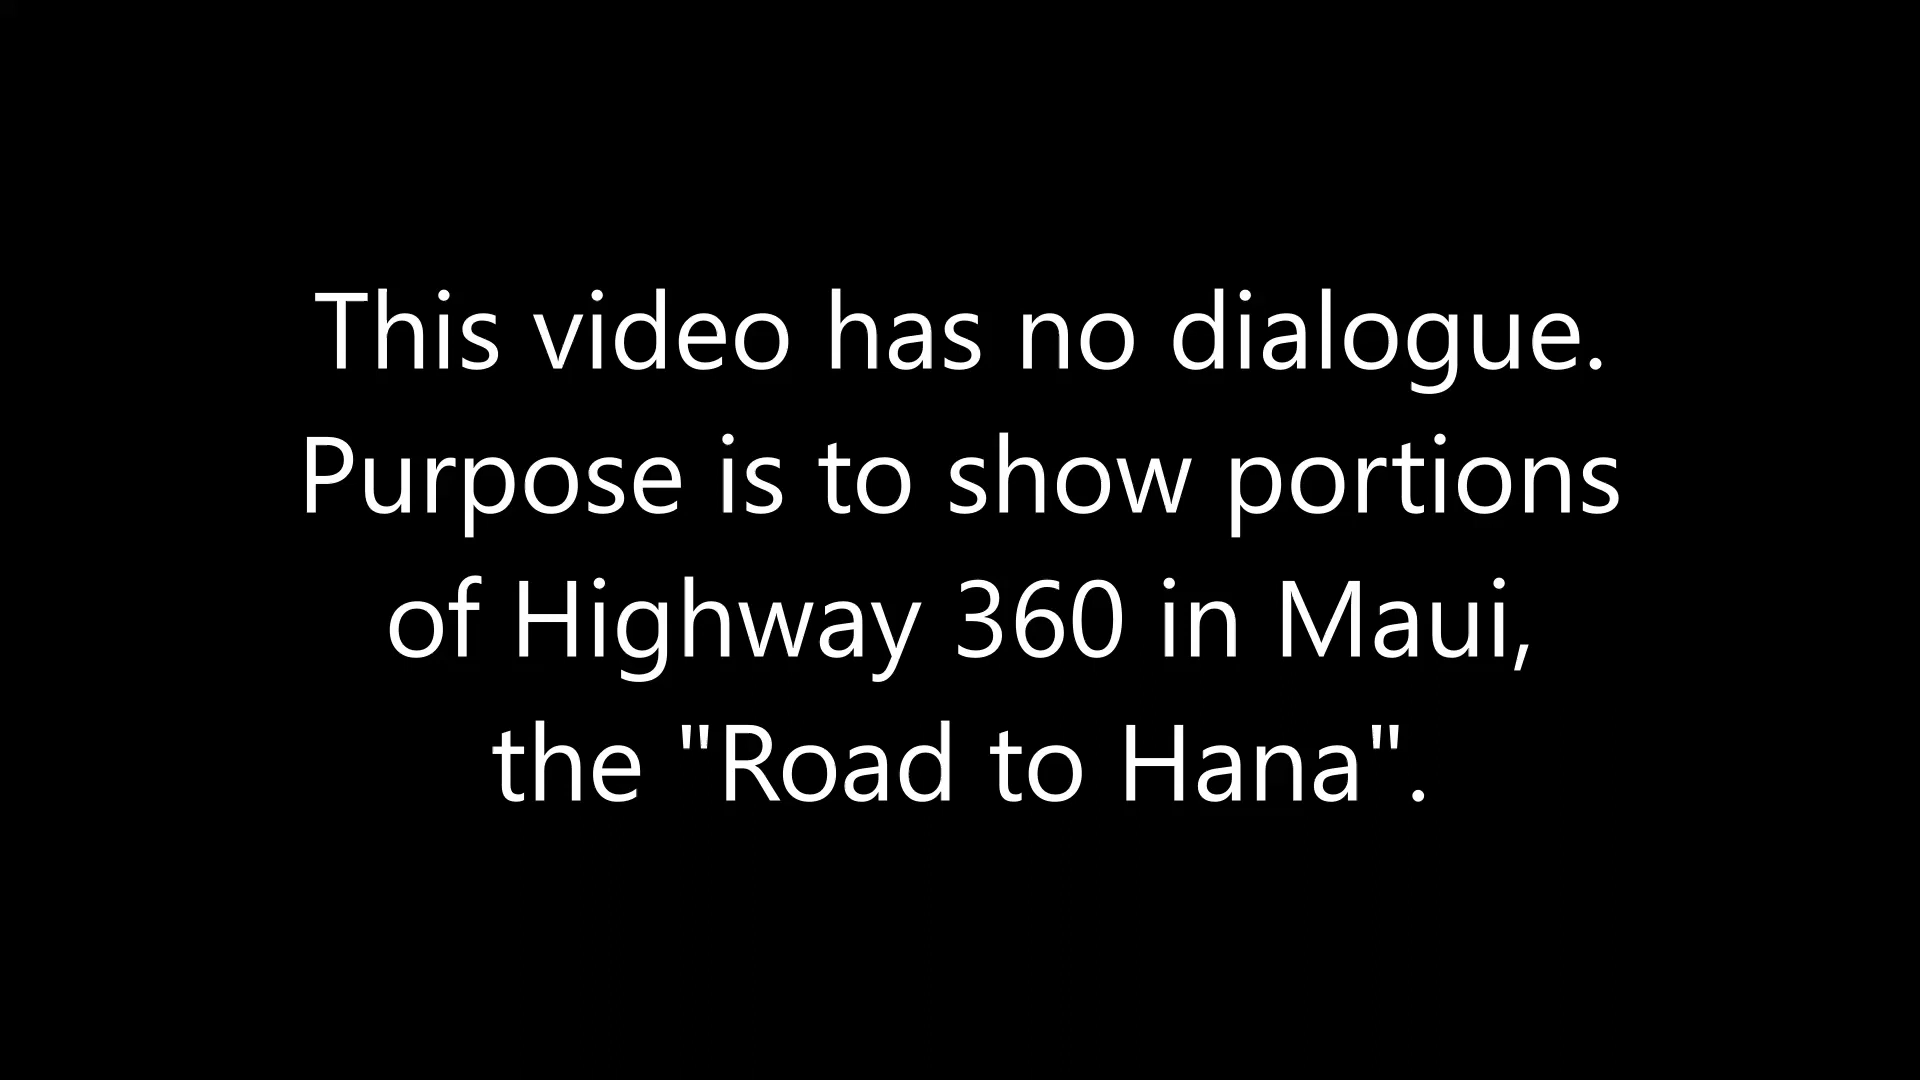 This video has no dialogue.
Purpose is to show portions
of Highway 360 in Maui,
the "Road to Hana".